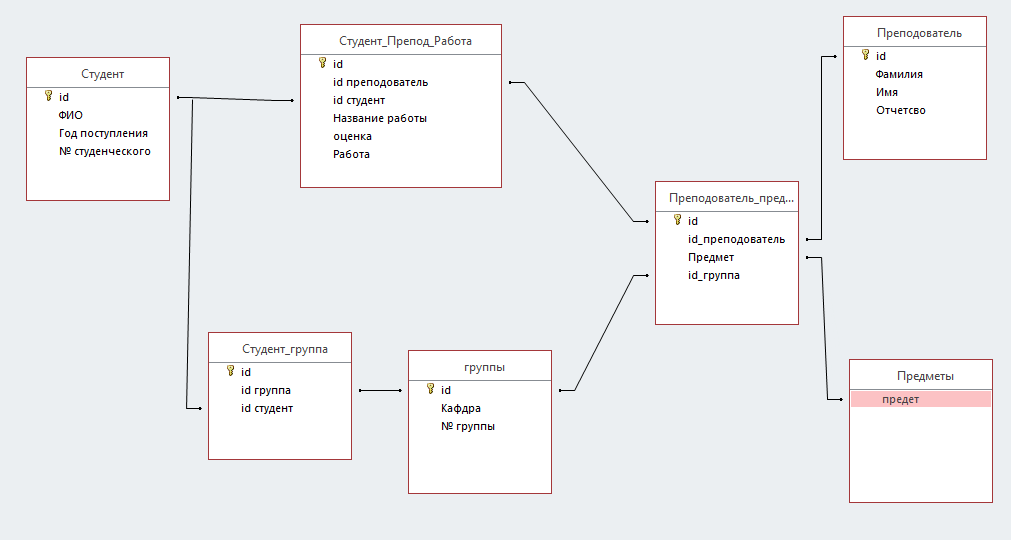 Студент
id
ФИО
Год поступления
№ студенческого
Студент_Препод_Работа
id
id преподователь
id студент
Название работы
оценка
Работа
Преподователь
id
Фамилия
Имя
Отчетсво
Преподователь_пред...
id
id_преподователь
Предмет
id_группа
Студент_группа
id
id группа
id студент
группы
id
Кафдра
№ группы
Предметы
предет